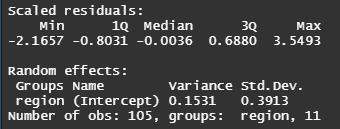 Scaled residuals:
Min 1Q Median 3Q Max
-2.1657 -0.8031 -0.0036 0.6880 3.5493
Random effects:
Groups Name Variance Std.Dev.
region (Intercept) 0.1531 0.3913
Number of obs: 105, groups: region, 11